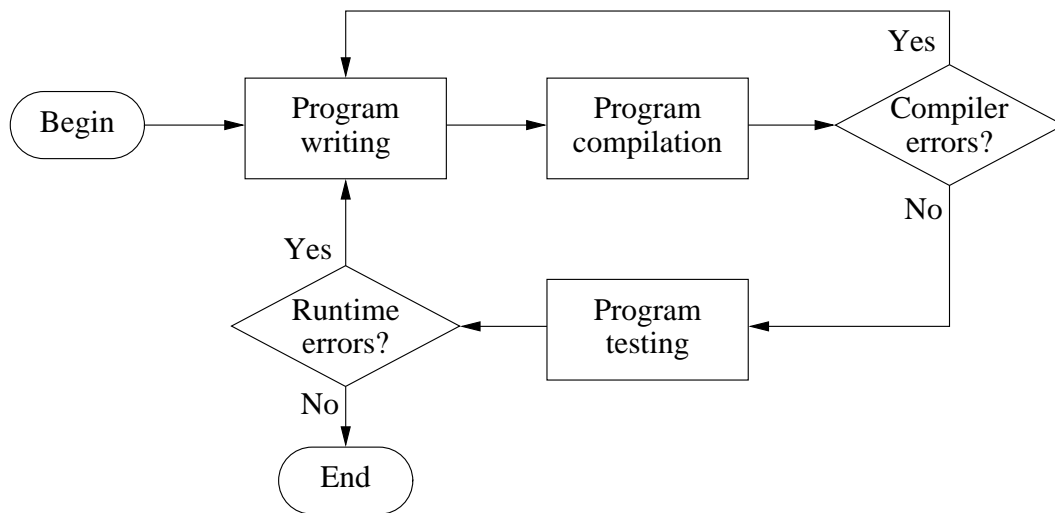 Yes
Begin
Program
writing
Program
compilation
Compiler
errors?
No
Yes
Runtime
errors?
Program
testing
No
End